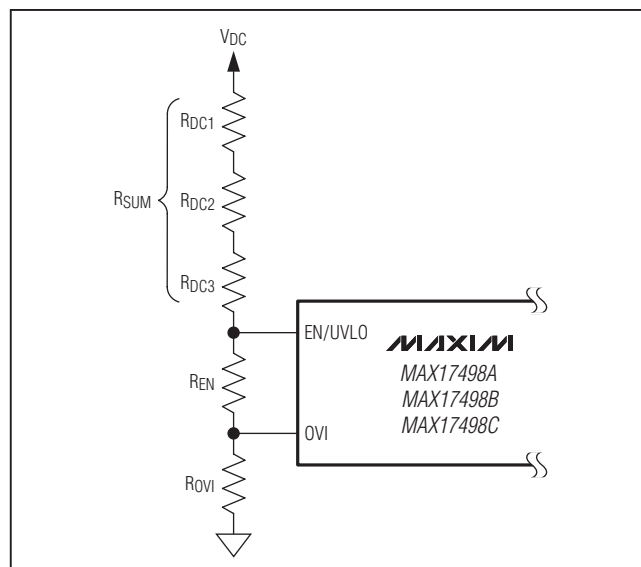 VDC
RDC1
RSUM
RDC2
RDC3
EN/UVLO
MAXIM
MAX17498A
REN
MAX17498B
MAX17498C
OVI
ROVI